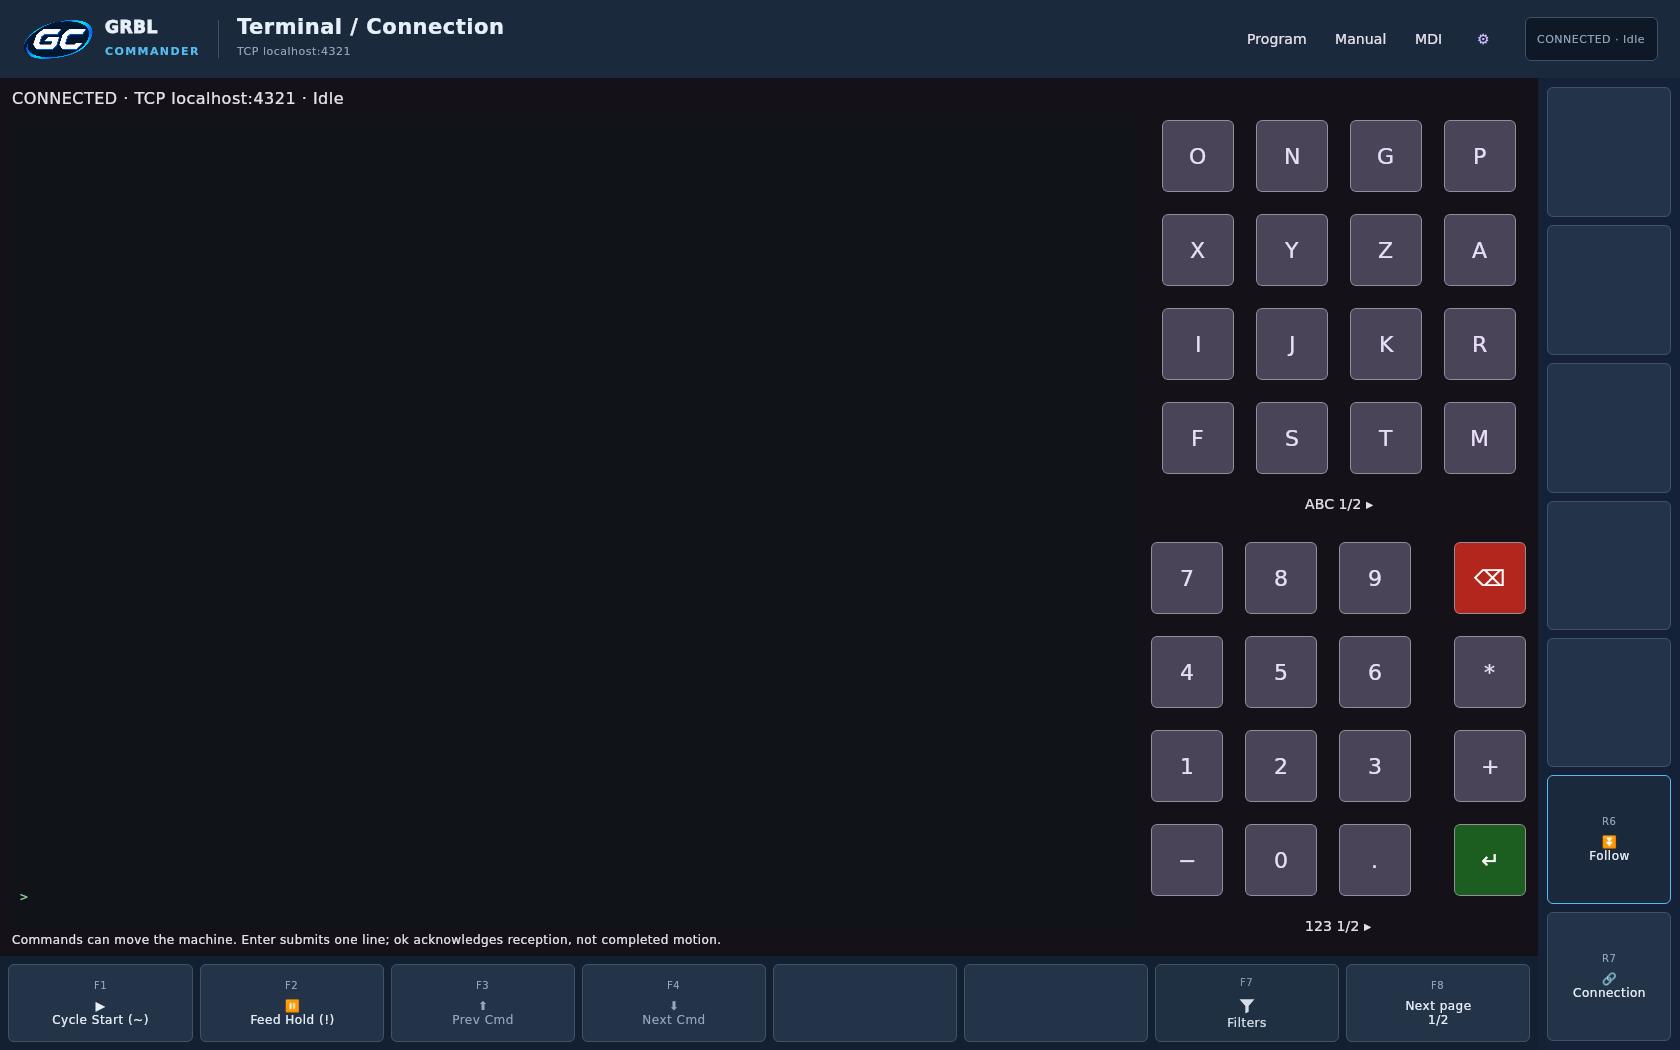 GC
GRBL
COMMANDER
Terminal / Connection
TCP localhost:4321
Program Manual MDI ⚙
CONNECTED · Idle
CONNECTED · TCP localhost:4321 · Idle
O N G P
X Y Z A
I J K R
F S T M
ABC 1/2 ▸
7 8 9 ⌫
4 5 6 *
1 2 3 +
− 0 . ↵
123 1/2 ▸
>
Commands can move the machine. Enter submits one line; ok acknowledges reception, not completed motion.
R6
Follow
R7
Connection
F1
Cycle Start (~)
F2
Feed Hold (!)
F3
Prev Cmd
F4
Next Cmd
F7
Filters
F8
Next page
1/2